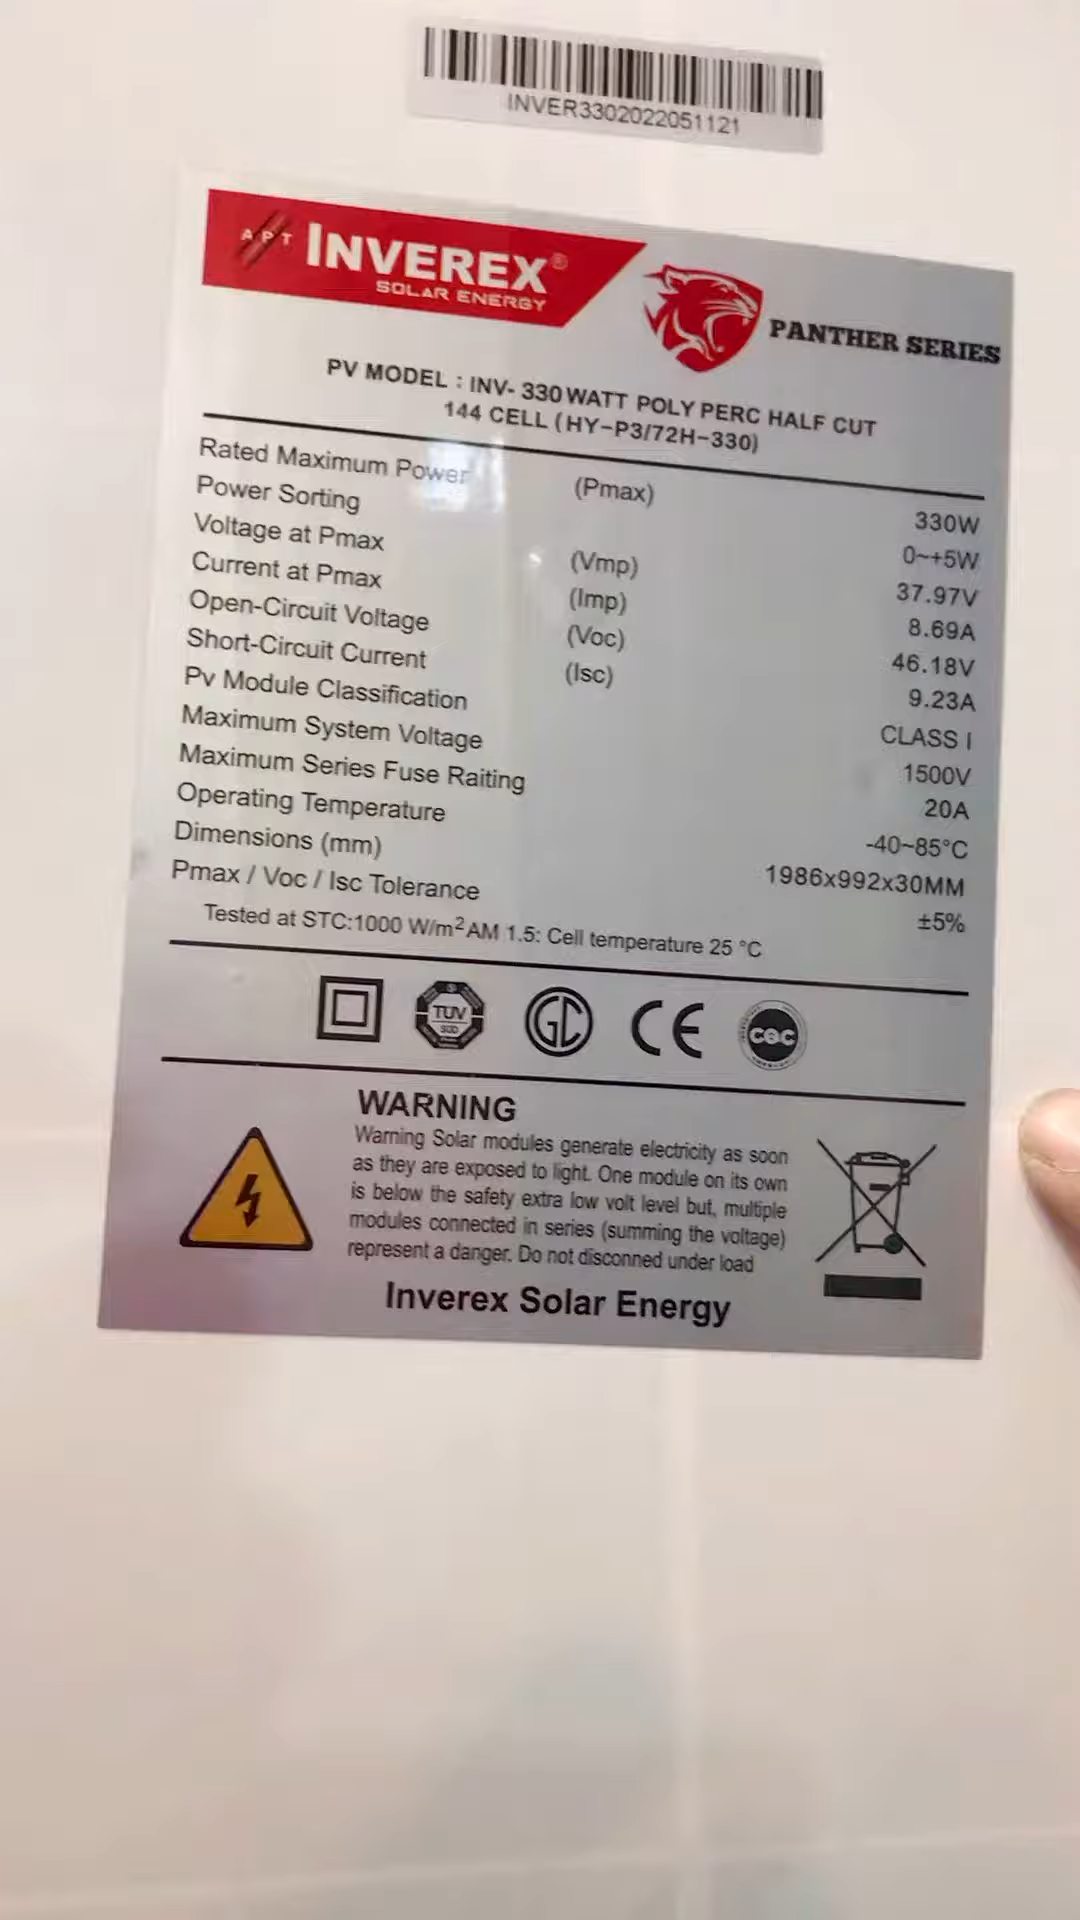 INVER3302022051121
APT INVEREX®
SOLAR ENERGY
PANTHER SERIES
PV MODEL : INV- 330 WATT POLY PERC HALF CUT
144 CELL (HY-P3/72H-330)
Rated Maximum Power (Pmax) 330W
Power Sorting 0~+5W
Voltage at Pmax (Vmp) 37.97V
Current at Pmax (Imp) 8.69A
Open-Circuit Voltage (Voc) 46.18V
Short-Circuit Current (Isc) 9.23A
Pv Module Classification CLASS I
Maximum System Voltage 1500V
Maximum Series Fuse Raiting 20A
Operating Temperature -40~85°C
Dimensions (mm) 1986x992x30MM
Pmax / Voc / Isc Tolerance ±5%
Tested at STC:1000 W/m² AM 1.5: Cell temperature 25 °C
TUV
SUD
GC
CE
CQC
WARNING
Warning Solar modules generate electricity as soon
as they are exposed to light. One module on its own
is below the safety extra low volt level but, multiple
modules connected in series (summing the voltage)
represent a danger. Do not disconned under load
Inverex Solar Energy